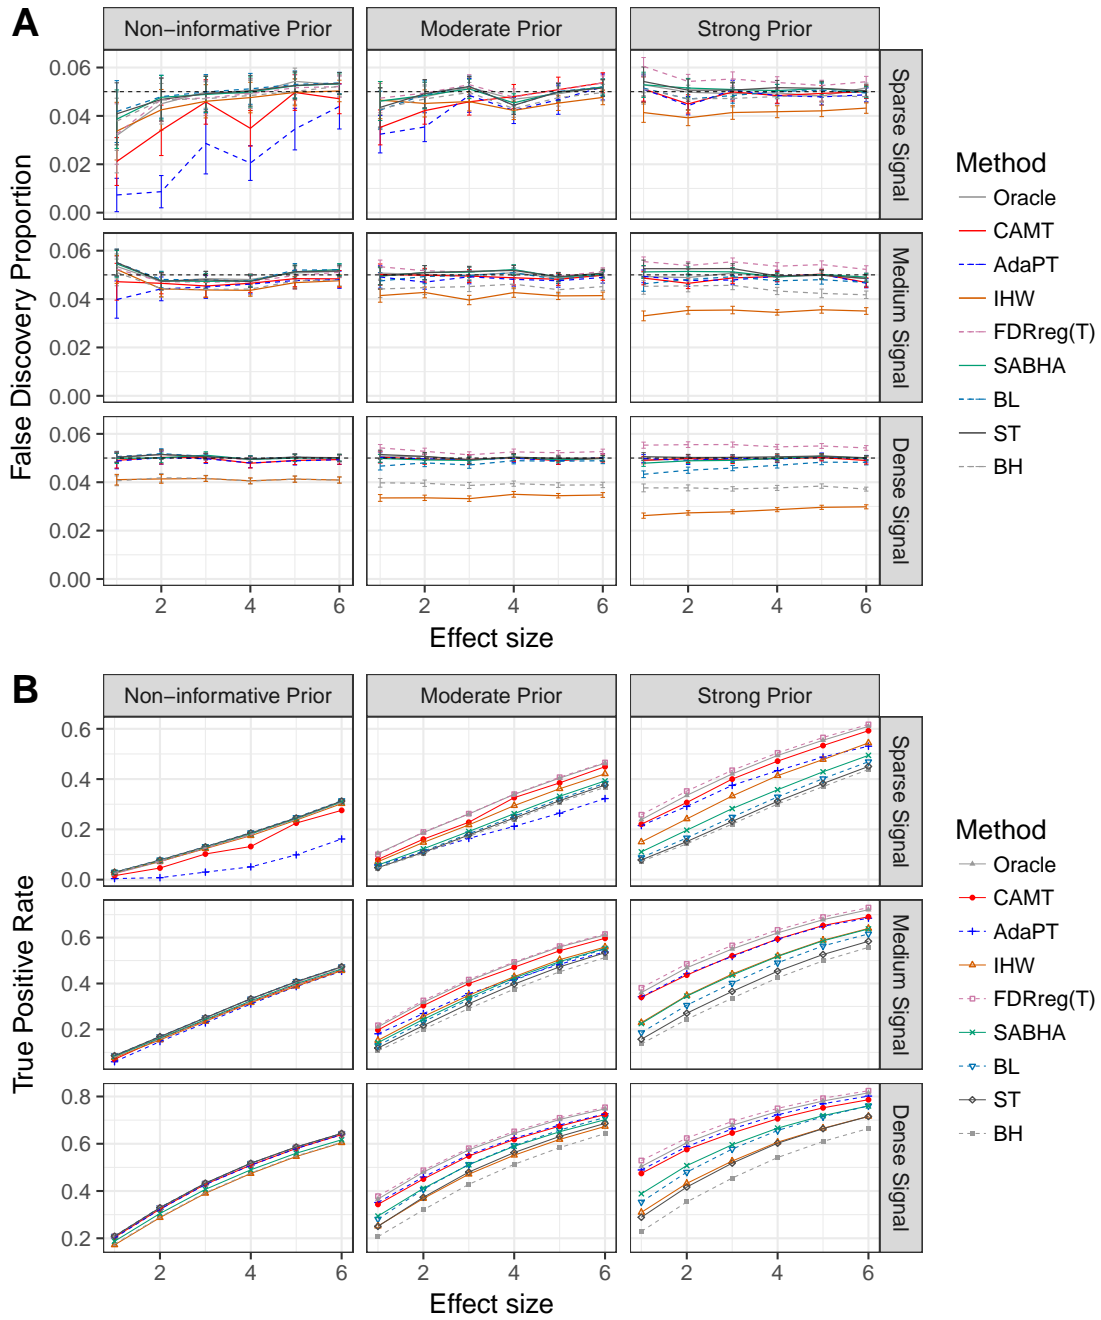 A
Non−informative Prior
Moderate Prior
Strong Prior
False Discovery Proportion
0.06
0.04
0.02
0.00
Sparse Signal
0.06
0.04
0.02
0.00
Medium Signal
0.06
0.04
0.02
0.00
Dense Signal
2 4 6
2 4 6
2 4 6
Effect size
Method
Oracle
CAMT
AdaPT
IHW
FDRreg(T)
SABHA
BL
ST
BH
B
Non−informative Prior
Moderate Prior
Strong Prior
True Positive Rate
0.6
0.4
0.2
0.0
Sparse Signal
0.6
0.4
0.2
Medium Signal
0.8
0.6
0.4
0.2
Dense Signal
2 4 6
2 4 6
2 4 6
Effect size
Method
Oracle
CAMT
AdaPT
IHW
FDRreg(T)
SABHA
BL
ST
BH